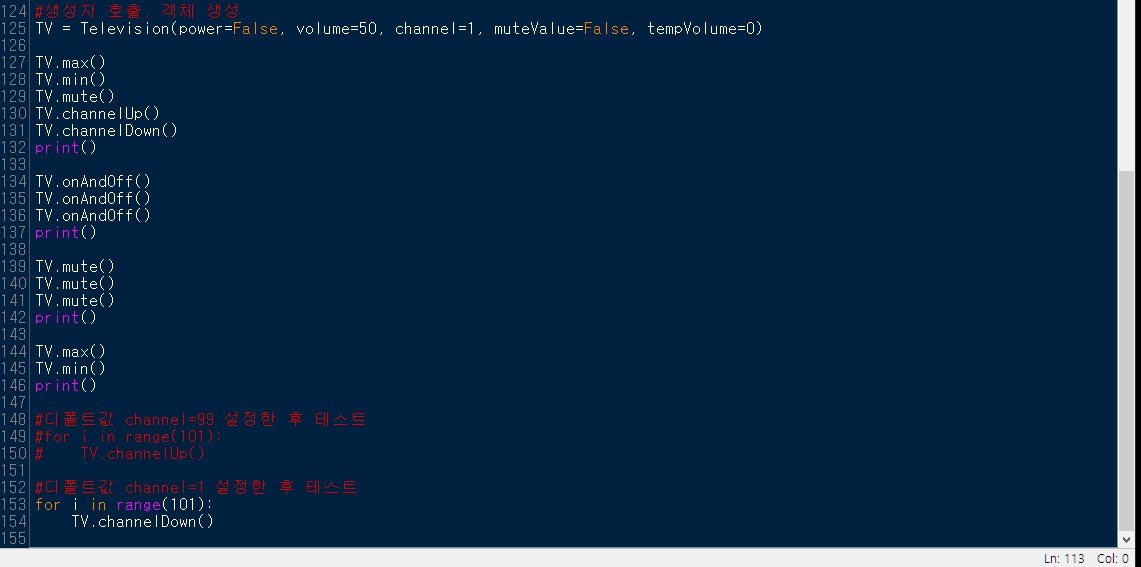 124 #생성자 호출, 객체 생성
125 TV = Television(power=False, volume=50, channel=1, muteValue=False, tempVolume=0)
126
127 TV.max()
128 TV.min()
129 TV.mute()
130 TV.channelUp()
131 TV.channelDown()
132 print()
133
134 TV.onAndOff()
135 TV.onAndOff()
136 TV.onAndOff()
137 print()
138
139 TV.mute()
140 TV.mute()
141 TV.mute()
142 print()
143
144 TV.max()
145 TV.min()
146 print()
147
148 #디폴트값 channel=99 설정한 후 테스트
149 #for i in range(101):
150 #    TV.channelUp()
151
152 #디폴트값 channel=1 설정한 후 테스트
153 for i in range(101):
154     TV.channelDown()
155
Ln: 113 Col: 0